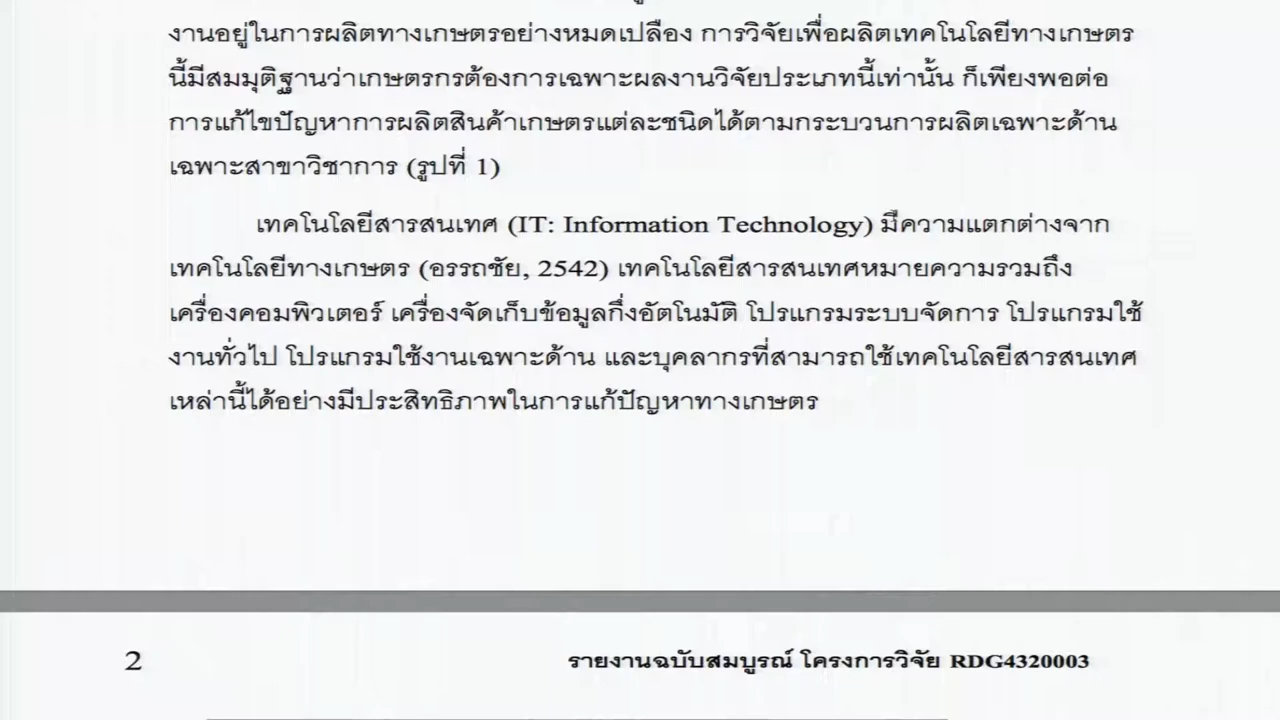 งานอยู่ในการผลิตทางเกษตรอย่างหมดเปลือง การวิจัยเพื่อผลิตเทคโนโลยีทางเกษตร
นี้มีสมมุติฐานว่าเกษตรกรต้องการเฉพาะผลงานวิจัยประเภทนี้เท่านั้น ก็เพียงพอต่อ
การแก้ไขปัญหาการผลิตสินค้าเกษตรแต่ละชนิดได้ตามกระบวนการผลิตเฉพาะด้าน
เฉพาะสาขาวิชาการ (รูปที่ 1)
เทคโนโลยีสารสนเทศ (IT: Information Technology) มีความแตกต่างจาก
เทคโนโลยีทางเกษตร (อรรถชัย, 2542) เทคโนโลยีสารสนเทศหมายความรวมถึง
เครื่องคอมพิวเตอร์ เครื่องจัดเก็บข้อมูลกึ่งอัตโนมัติ โปรแกรมระบบจัดการ โปรแกรมใช้
งานทั่วไป โปรแกรมใช้งานเฉพาะด้าน และบุคลากรที่สามารถใช้เทคโนโลยีสารสนเทศ
เหล่านี้ได้อย่างมีประสิทธิภาพในการแก้ปัญหาทางเกษตร
2 รายงานฉบับสมบูรณ์ โครงการวิจัย RDG4320003